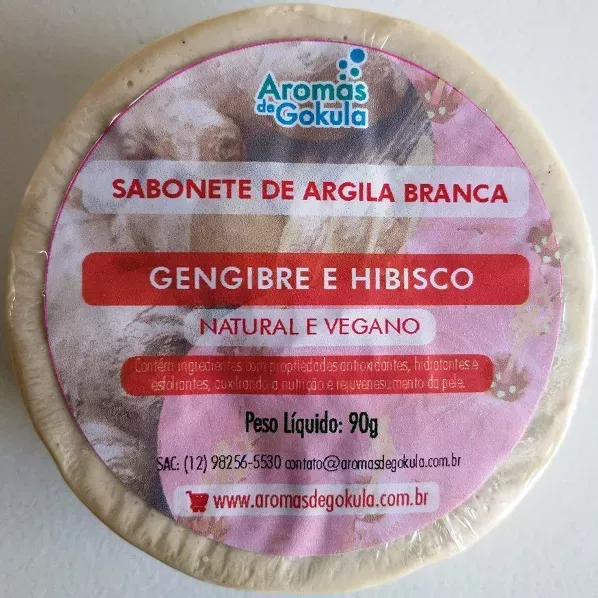 Aromas
de Gokula
SABONETE DE ARGILA BRANCA
GENGIBRE E HIBISCO
NATURAL E VEGANO
Contém ingredientes com propriedades antioxidantes, hidratantes e
esfoliantes, auxiliando a nutrição e rejuvenescimento da pele.
Peso Líquido: 90g
SAC: (12) 98256-5530 contato@aromasdegokula.com.br
www.aromasdegokula.com.br